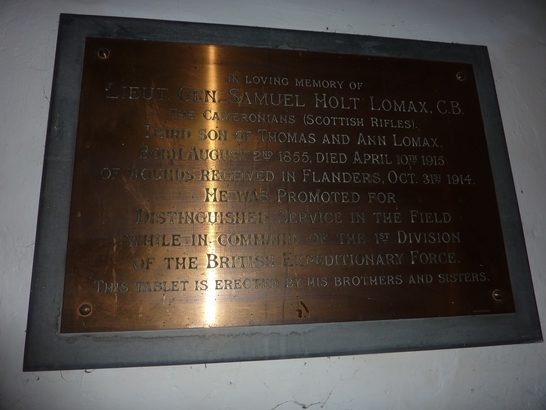 IN LOVING MEMORY OF
LIEUT. GEN. SAMUEL HOLT LOMAX, C.B.
THE CAMERONIANS (SCOTTISH RIFLES).
THIRD SON OF THOMAS AND ANN LOMAX.
BORN AUGUST 2ND 1855, DIED APRIL 10TH 1915
OF WOUNDS RECEIVED IN FLANDERS, OCT. 31ST 1914.
HE WAS PROMOTED FOR
DISTINGUISHED SERVICE IN THE FIELD
WHILE IN COMMAND OF THE 1ST DIVISION
OF THE BRITISH EXPEDITIONARY FORCE.
THIS TABLET IS ERECTED BY HIS BROTHERS AND SISTERS.